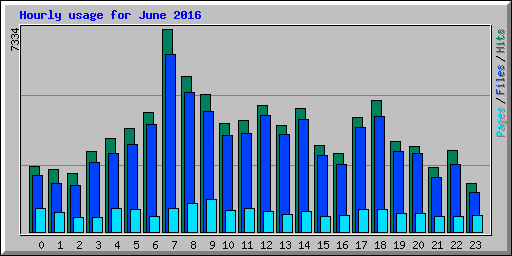 Hourly usage for June 2016
7334
Pages / Files / Hits
0 1 2 3 4 5 6 7 8 9 10 11 12 13 14 15 16 17 18 19 20 21 22 23